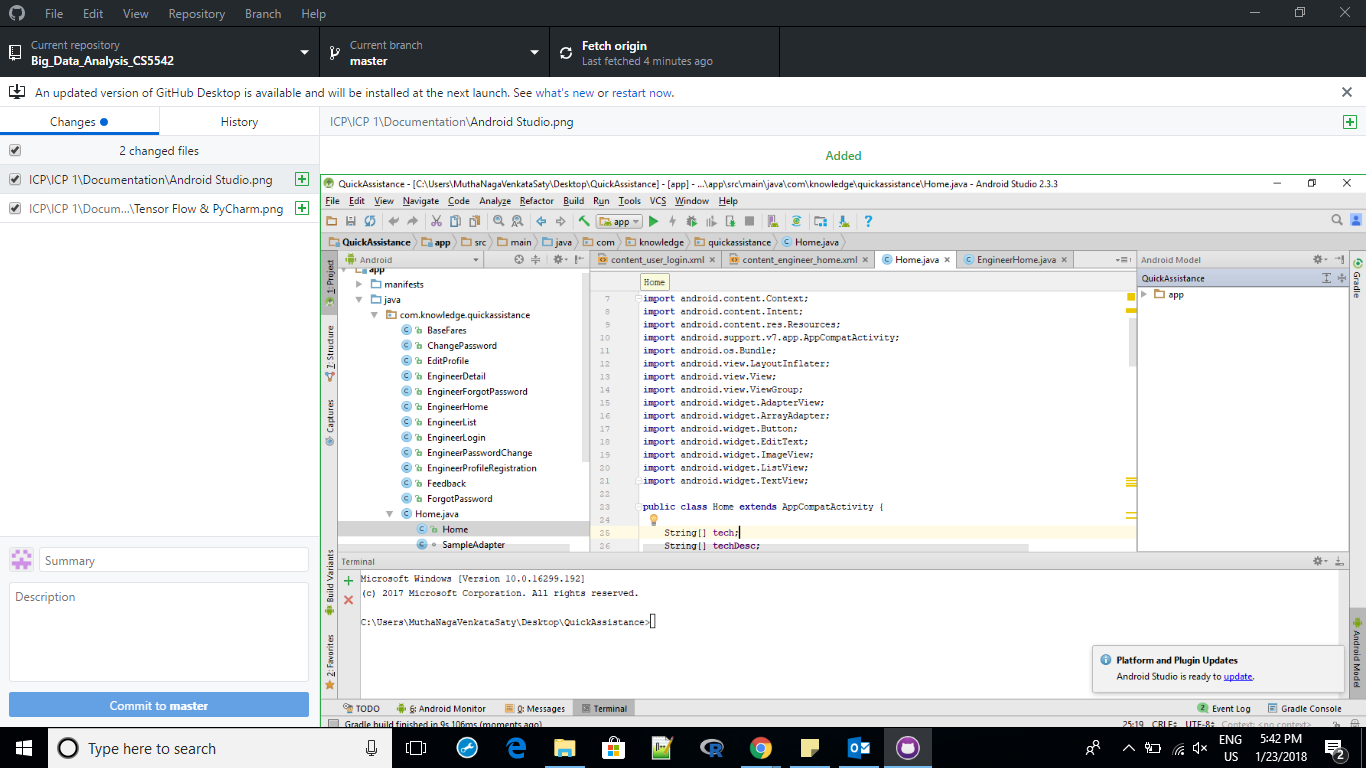 File Edit View Repository Branch Help
Current repository
Big_Data_Analysis_CS5542
Current branch
master
Fetch origin
Last fetched 4 minutes ago
An updated version of GitHub Desktop is available and will be installed at the next launch. See what's new or restart now.
Changes History
2 changed files
ICP\ICP 1\Documentation\Android Studio.png
ICP\ICP 1\Docum...\Tensor Flow & PyCharm.png
Summary
Description
Commit to master
ICP\ICP 1\Documentation\Android Studio.png
Added
QuickAssistance - [C:\Users\MuthaNagaVenkataSaty\Desktop\QuickAssistance] - [app] - ...\app\src\main\java\com\knowledge\quickassistance\Home.java - Android Studio 2.3.3
File Edit View Navigate Code Analyze Refactor Build Run Tools VCS Window Help
app
QuickAssistance app src main java com knowledge quickassistance Home.java
1: Project
7: Structure
Captures
Build Variants
2: Favorites
Android
app
manifests
java
com.knowledge.quickassistance
BaseFares
ChangePassword
EditProfile
EngineerDetail
EngineerForgotPassword
EngineerHome
EngineerList
EngineerLogin
EngineerPasswordChange
EngineerProfileRegistration
Feedback
ForgotPassword
Home.java
Home
SampleAdapter
content_user_login.xml content_engineer_home.xml Home.java EngineerHome.java
Home
7 import android.content.Context;
8 import android.content.Intent;
9 import android.content.res.Resources;
10 import android.support.v7.app.AppCompatActivity;
11 import android.os.Bundle;
12 import android.view.LayoutInflater;
13 import android.view.View;
14 import android.view.ViewGroup;
15 import android.widget.AdapterView;
16 import android.widget.ArrayAdapter;
17 import android.widget.Button;
18 import android.widget.EditText;
19 import android.widget.ImageView;
20 import android.widget.ListView;
21 import android.widget.TextView;
22
23 public class Home extends AppCompatActivity {
24
25 String[] tech;
26 String[] techDesc;
Android Model
QuickAssistance
app
Gradle
Android Model
Terminal
Microsoft Windows [Version 10.0.16299.192]
(c) 2017 Microsoft Corporation. All rights reserved.
C:\Users\MuthaNagaVenkataSaty\Desktop\QuickAssistance>
Platform and Plugin Updates
Android Studio is ready to update.
TODO 6: Android Monitor 0: Messages Terminal 2 Event Log Gradle Console
Gradle build finished in 9s 106ms (moments ago) 25:19 CRLF UTF-8 Context: <no context>
Type here to search
ENG
US
5:42 PM
1/23/2018
2